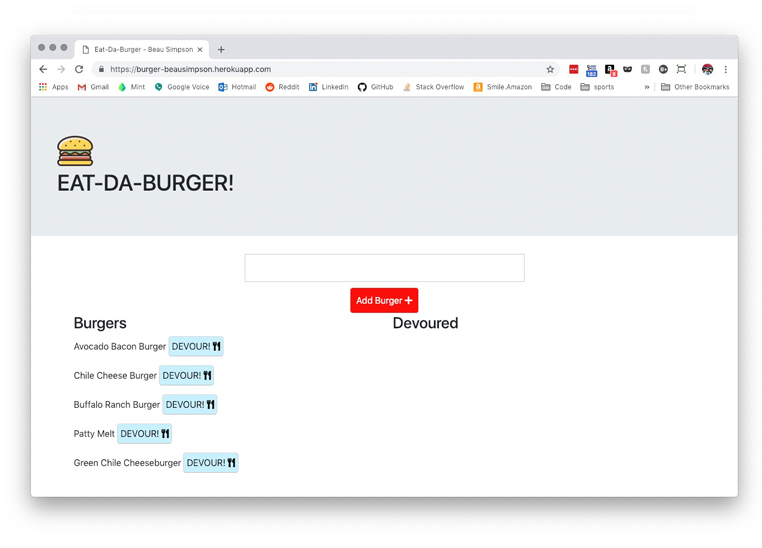 Eat-Da-Burger - Beau Simpson
https://burger-beausimpson.herokuapp.com
182
8
Apps Gmail Mint Google Voice Hotmail Reddit LinkedIn GitHub Stack Overflow Smile.Amazon Code sports » Other Bookmarks
EAT-DA-BURGER!
Add Burger
Burgers Devoured
Avocado Bacon Burger DEVOUR!
Chile Cheese Burger DEVOUR!
Buffalo Ranch Burger DEVOUR!
Patty Melt DEVOUR!
Green Chile Cheeseburger DEVOUR!